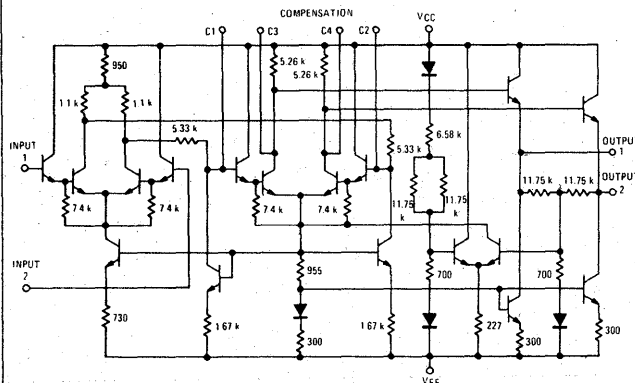 COMPENSATION
C1 C3 C4 C2 VCC
950 5.26 k
5.26 k
1.1 k 1.1 k
5.33 k 6.58 k
5.33 k
INPUT
1
OUTPUT
1
OUTPUT
2
11.75 k 11.75 k
11.75
k
11.75
k
7.4 k 7.4 k 7.4 k 7.4 k
INPUT
2
955 700 700
730 1.67 k 300 1.67 k 227 300 300
VEE